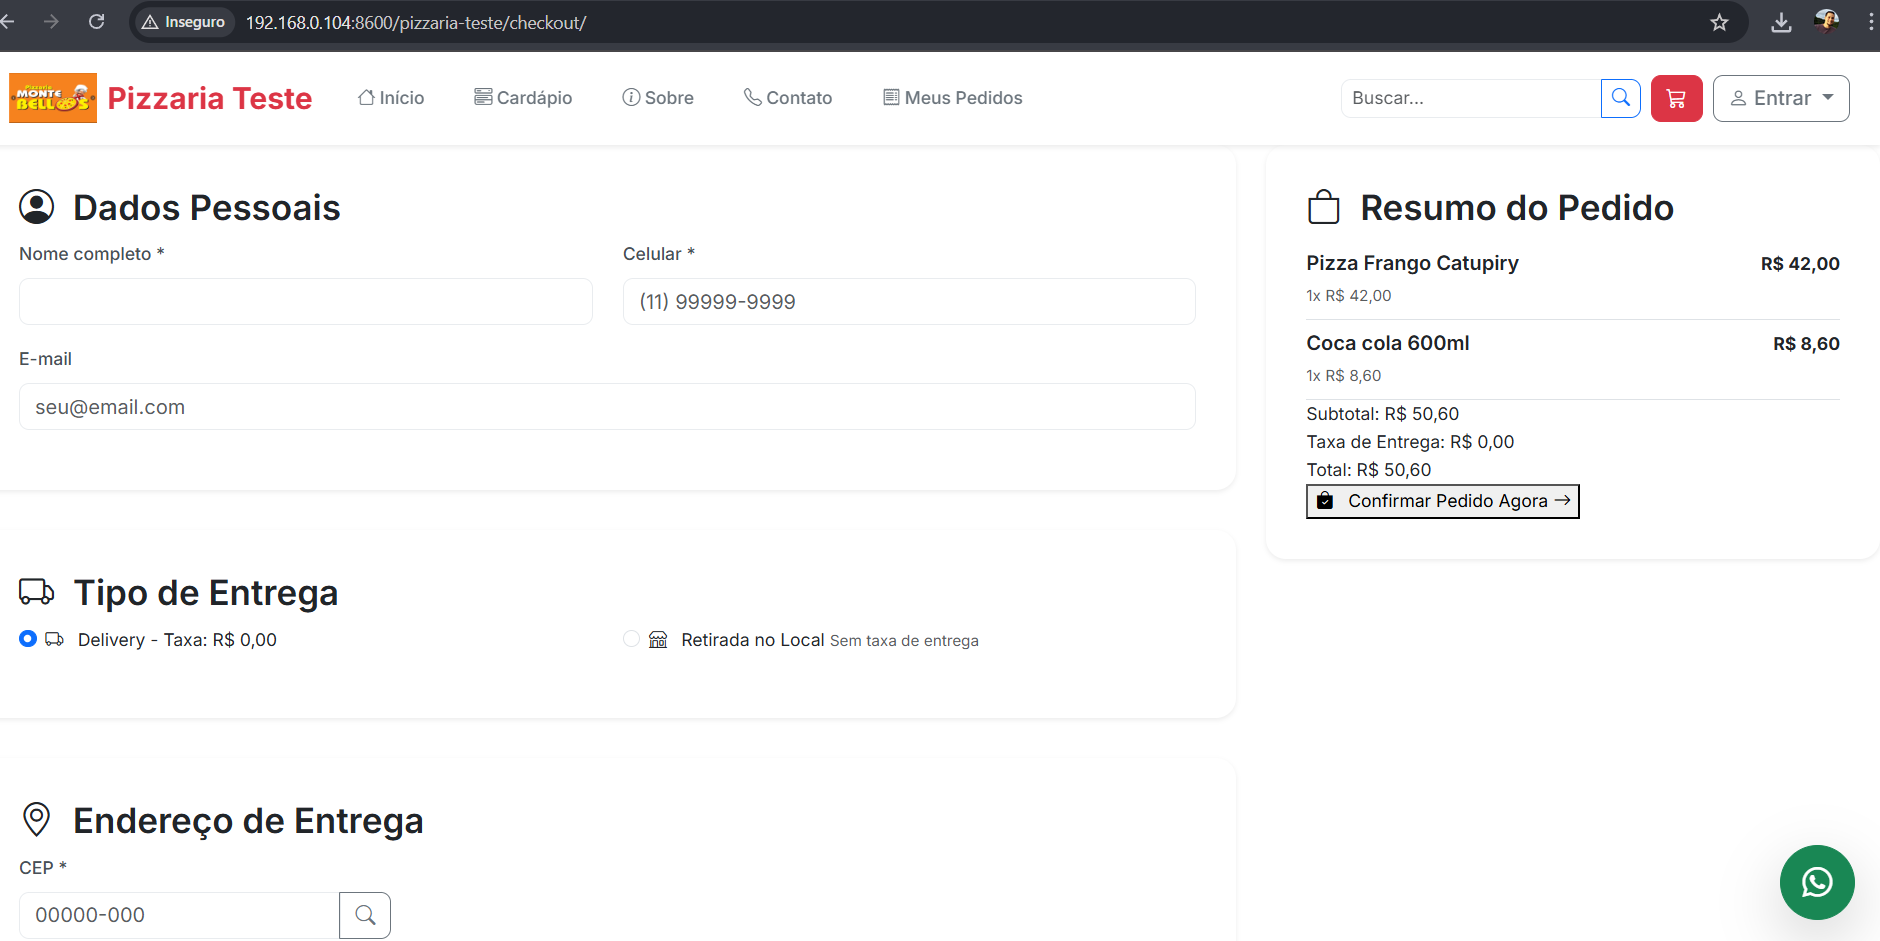 Inseguro
192.168.0.104:8600/pizzaria-teste/checkout/
Pizzaria
MONTE
BELLOS
Pizzaria Teste
Início
Cardápio
Sobre
Contato
Meus Pedidos
Buscar...
Entrar
Dados Pessoais
Nome completo *
Celular *
(11) 99999-9999
E-mail
seu@email.com
Tipo de Entrega
Delivery - Taxa: R$ 0,00
Retirada no Local Sem taxa de entrega
Endereço de Entrega
CEP *
00000-000
Resumo do Pedido
Pizza Frango Catupiry
R$ 42,00
1x R$ 42,00
Coca cola 600ml
R$ 8,60
1x R$ 8,60
Subtotal: R$ 50,60
Taxa de Entrega: R$ 0,00
Total: R$ 50,60
Confirmar Pedido Agora